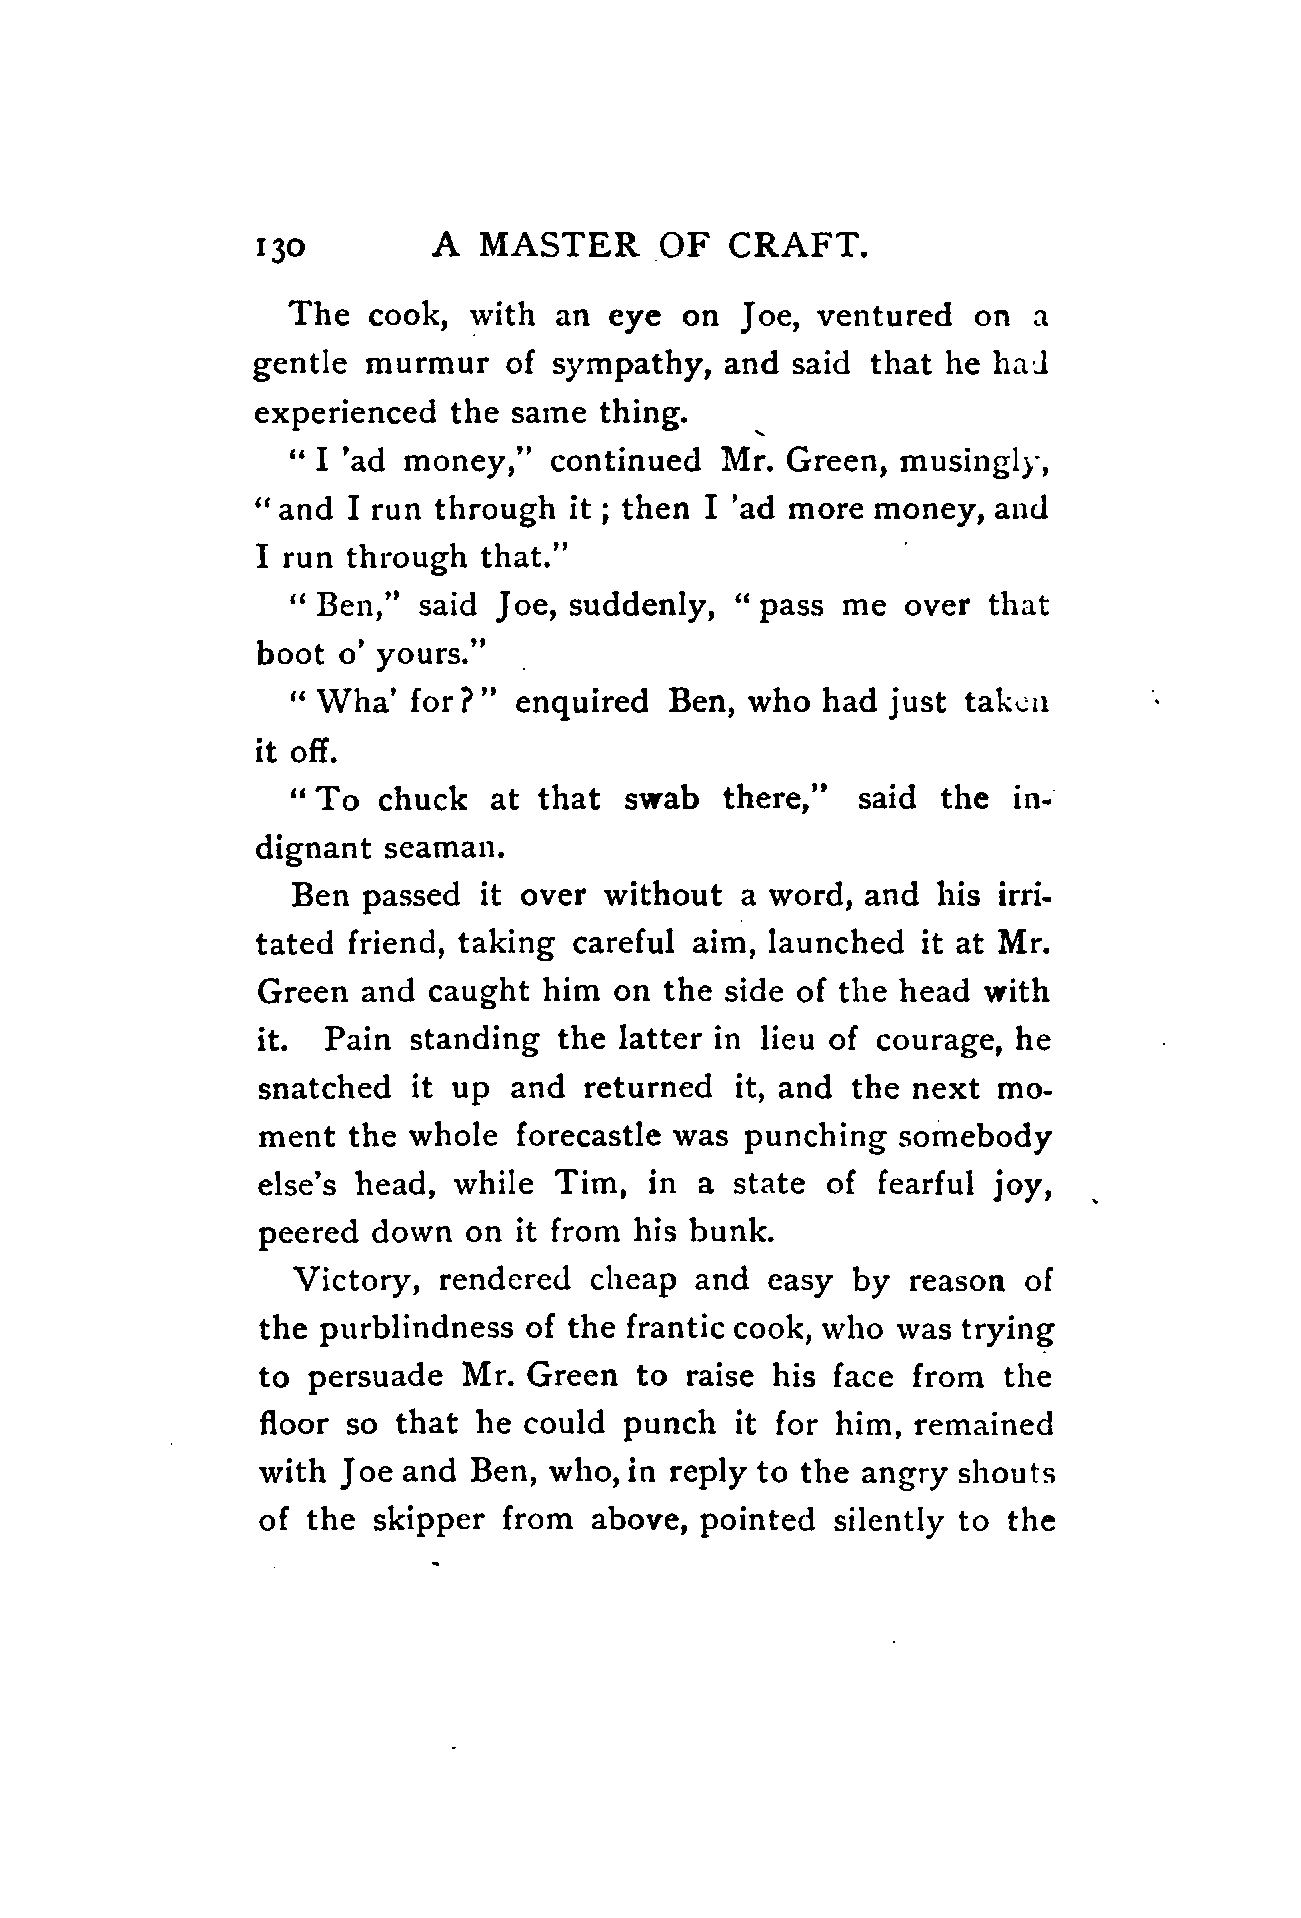 130 A MASTER OF CRAFT.
The cook, with an eye on Joe, ventured on a
gentle murmur of sympathy, and said that he had
experienced the same thing.
“ I ’ad money,” continued Mr. Green, musingly,
“ and I run through it ; then I ’ad more money, and
I run through that.”
“ Ben,” said Joe, suddenly, “ pass me over that
boot o’ yours.”
“ Wha’ for ? ” enquired Ben, who had just taken
it off.
“ To chuck at that swab there,” said the in-
dignant seaman.
Ben passed it over without a word, and his irri-
tated friend, taking careful aim, launched it at Mr.
Green and caught him on the side of the head with
it. Pain standing the latter in lieu of courage, he
snatched it up and returned it, and the next mo-
ment the whole forecastle was punching somebody
else’s head, while Tim, in a state of fearful joy,
peered down on it from his bunk.
Victory, rendered cheap and easy by reason of
the purblindness of the frantic cook, who was trying
to persuade Mr. Green to raise his face from the
floor so that he could punch it for him, remained
with Joe and Ben, who, in reply to the angry shouts
of the skipper from above, pointed silently to the